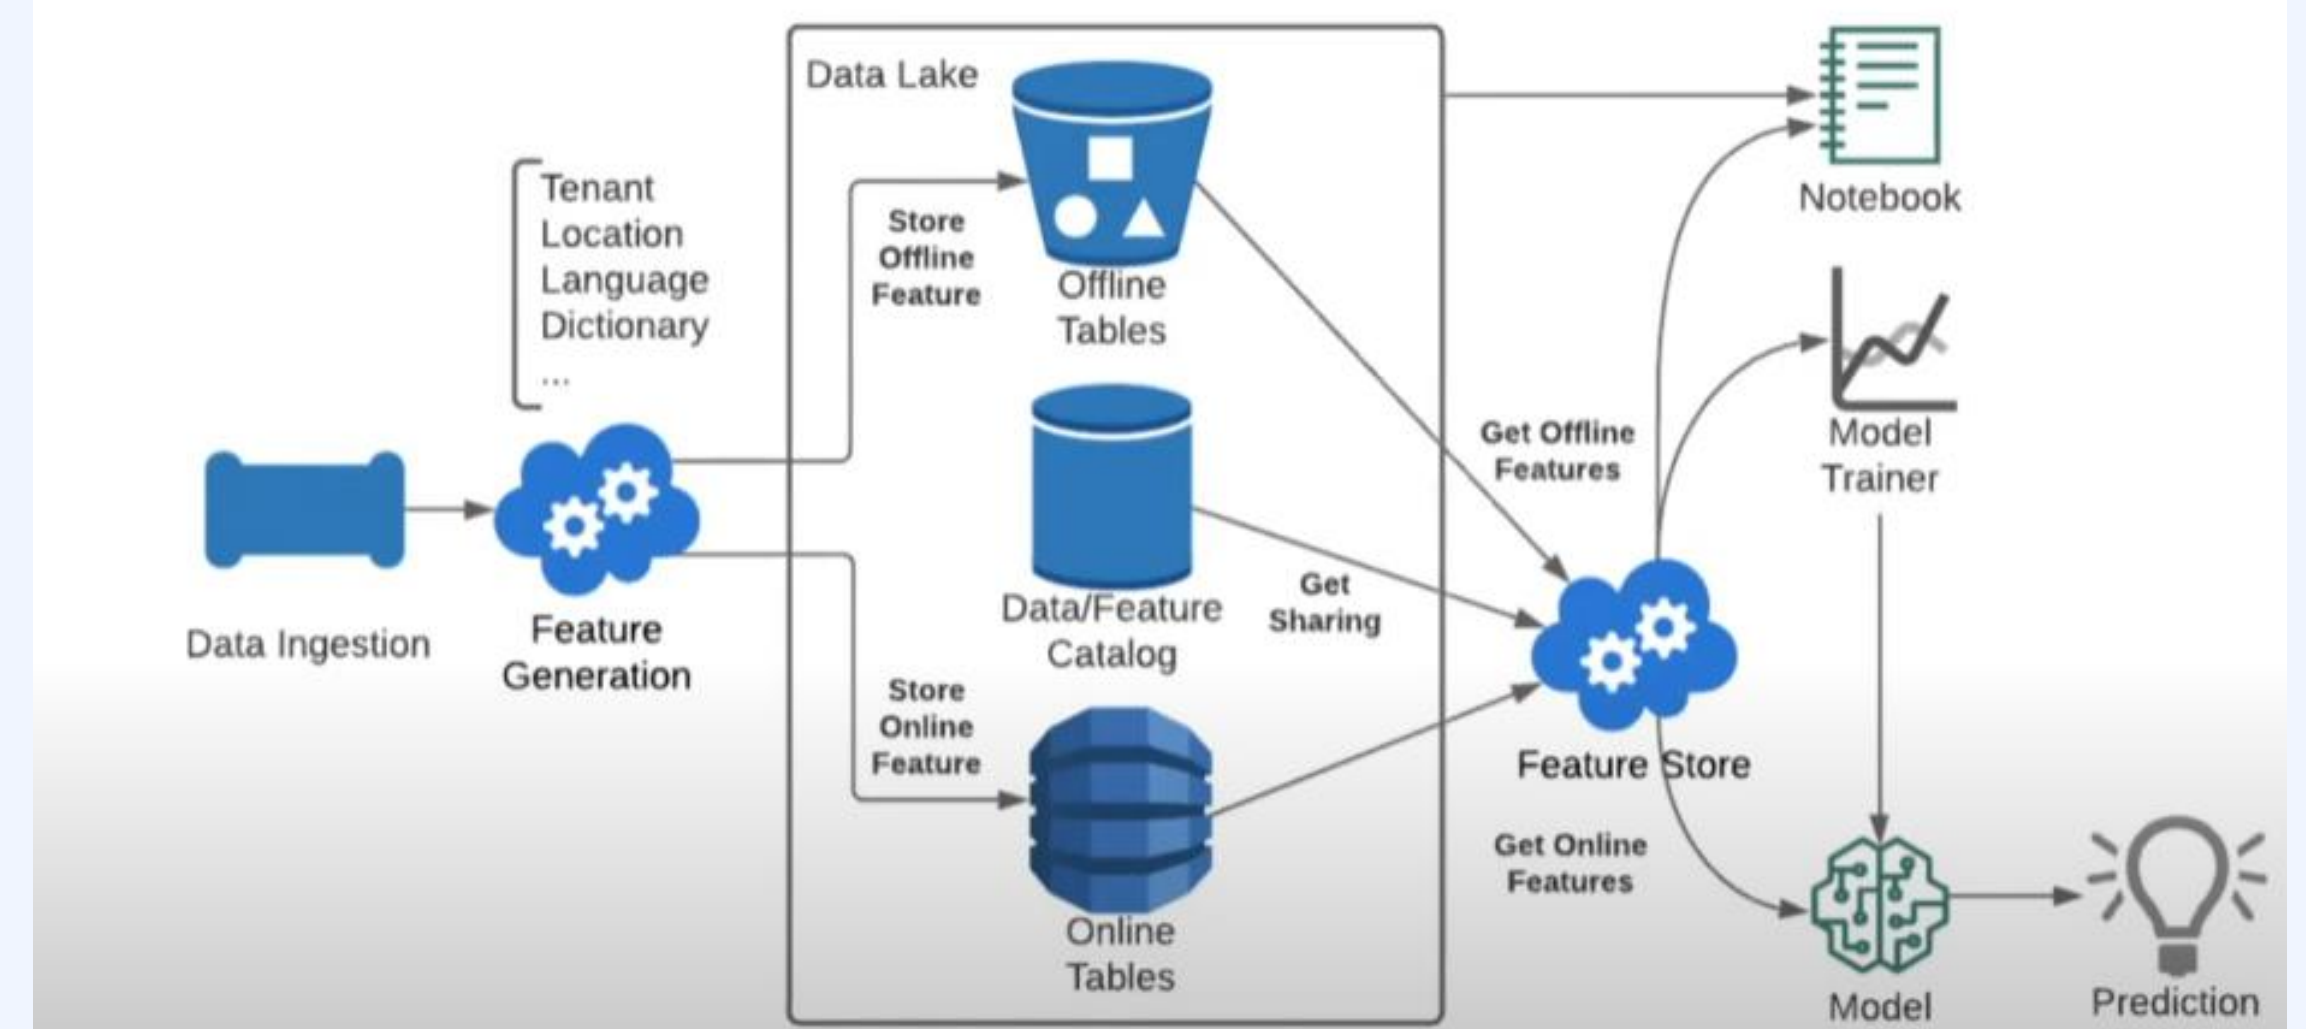 Data Lake
Tenant
Location
Language
Dictionary
...
Store
Offline
Feature
Offline
Tables
Notebook
Model
Trainer
Get Offline
Features
Data Ingestion
Feature
Generation
Data/Feature
Catalog
Get
Sharing
Store
Online
Feature
Feature Store
Get Online
Features
Online
Tables
Model
Prediction